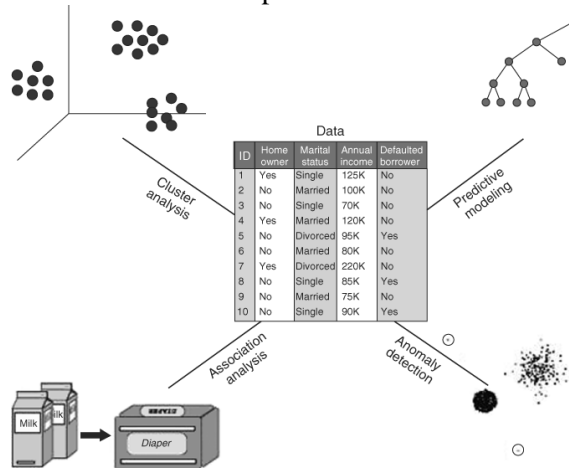 Data
ID Home owner Marital status Annual income Defaulted borrower
1 Yes Single 125K No
2 No Married 100K No
3 No Single 70K No
4 Yes Married 120K No
5 No Divorced 95K Yes
6 No Married 80K No
7 Yes Divorced 220K No
8 No Single 85K Yes
9 No Married 75K No
10 No Single 90K Yes
Cluster
analysis
Predictive
modeling
Association
analysis
Anomaly
detection
Milk
ilk
Diaper